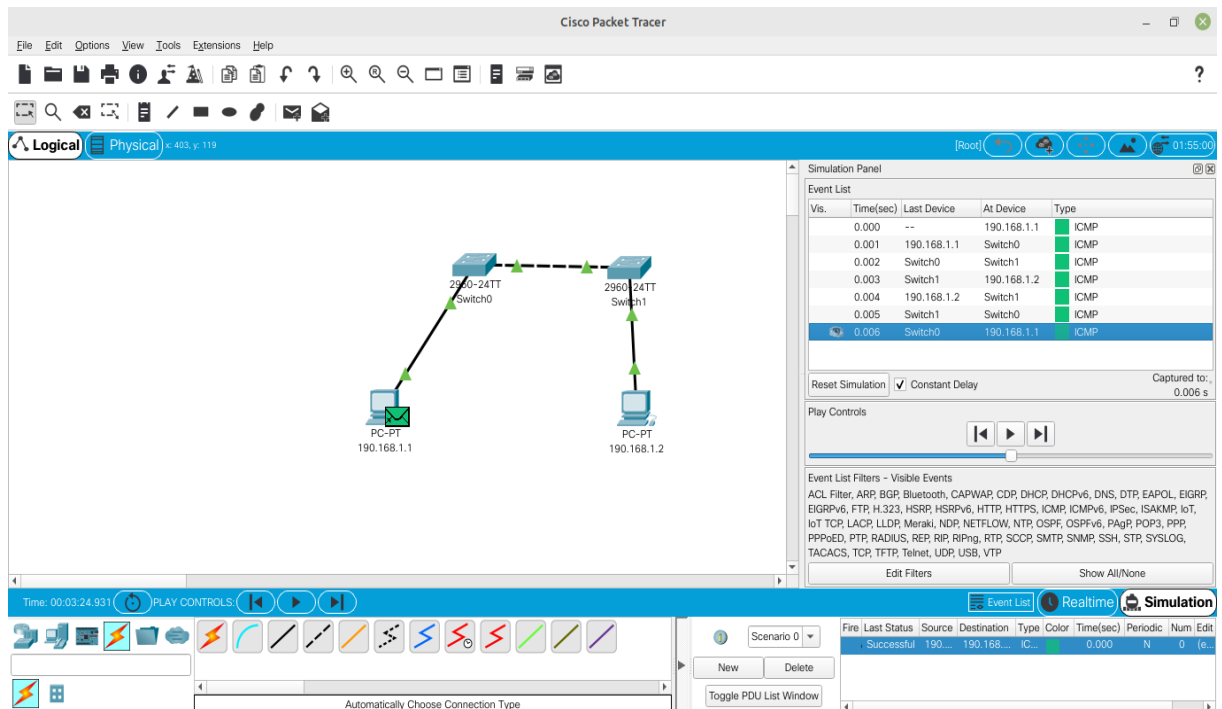 Cisco Packet Tracer
File Edit Options View Tools Extensions Help
?
Logical Physical x: 403, y: 119 [Root] 01:55:00
Simulation Panel
Event List
Vis. Time(sec) Last Device At Device Type
0.000 -- 190.168.1.1 ICMP
0.001 190.168.1.1 Switch0 ICMP
0.002 Switch0 Switch1 ICMP
0.003 Switch1 190.168.1.2 ICMP
0.004 190.168.1.2 Switch1 ICMP
0.005 Switch1 Switch0 ICMP
0.006 Switch0 190.168.1.1 ICMP
2960-24TT
Switch0
2960-24TT
Switch1
PC-PT
190.168.1.1
PC-PT
190.168.1.2
Reset Simulation Constant Delay
Captured to:
0.006 s
Play Controls
Event List Filters - Visible Events
ACL Filter, ARP, BGP, Bluetooth, CAPWAP, CDP, DHCP, DHCPv6, DNS, DTP, EAPOL, EIGRP,
EIGRPv6, FTP, H.323, HSRP, HSRPv6, HTTP, HTTPS, ICMP, ICMPv6, IPSec, ISAKMP, IoT,
IoT TCP, LACP, LLDP, Meraki, NDP, NETFLOW, NTP, OSPF, OSPFv6, PAgP, POP3, PPP,
PPPoED, PTP, RADIUS, REP, RIP, RIPng, RTP, SCCP, SMTP, SNMP, SSH, STP, SYSLOG,
TACACS, TCP, TFTP, Telnet, UDP, USB, VTP
Edit Filters Show All/None
Time: 00:03:24.931 PLAY CONTROLS: Event List Realtime Simulation
Scenario 0
New Delete
Toggle PDU List Window
Fire Last Status Source Destination Type Color Time(sec) Periodic Num Edit
Successful 190.... 190.168.... IC... 0.000 N 0 (e...
Automatically Choose Connection Type